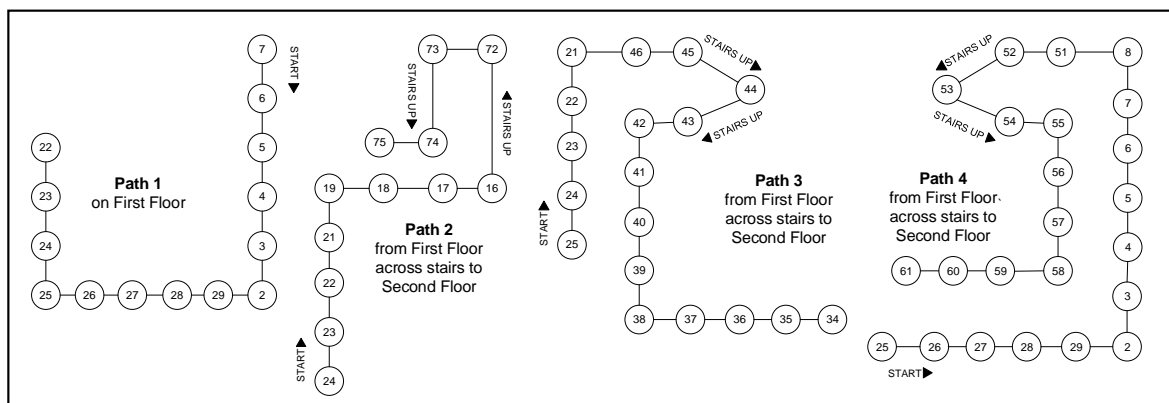 7
START
6
22
5
Path 1
on First Floor
23
4
24
3
25 26 27 28 29 2
73 72
STAIRS UP
STAIRS UP
75 74
19 18 17 16
21
Path 2
from First Floor
across stairs to
Second Floor
22
23
START
24
21 46 45
STAIRS UP
44
22
42 43
STAIRS UP
23
41
24
Path 3
from First Floor
across stairs to
Second Floor
START
40
25
39
38 37 36 35 34
52 51 8
STAIRS UP
53
7
STAIRS UP
54 55
6
56
Path 4
from First Floor
across stairs to
Second Floor
5
57
4
61 60 59 58
3
25 26 27 28 29 2
START